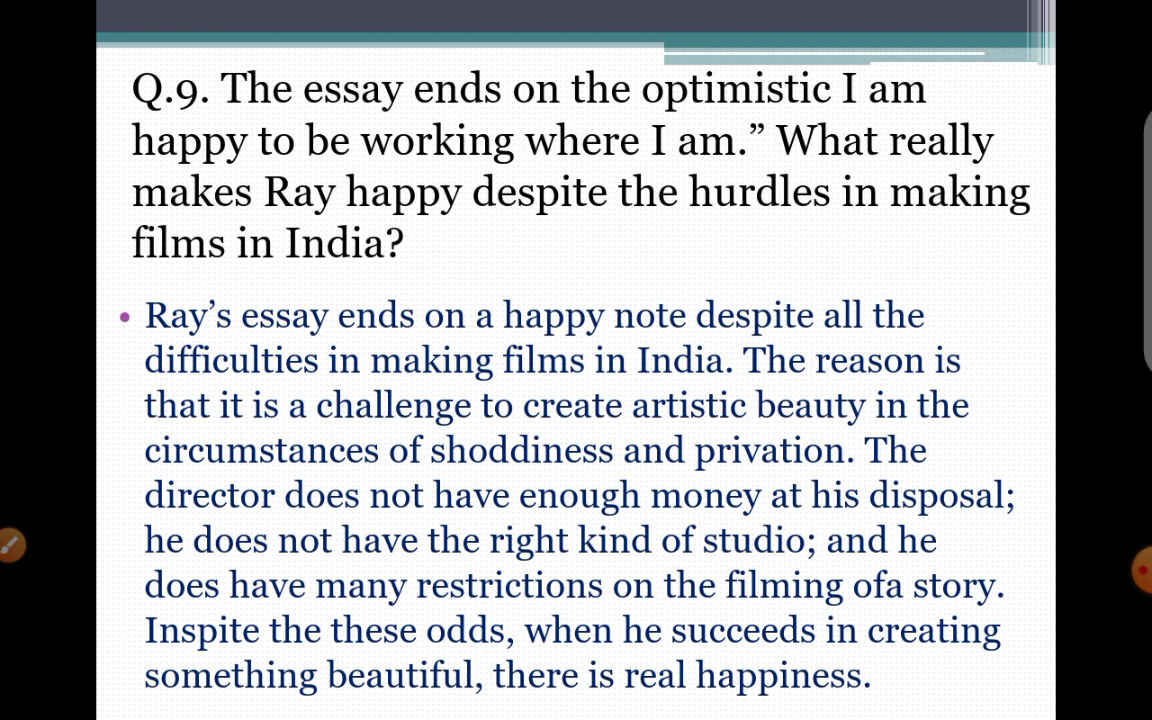 Q.9. The essay ends on the optimistic I am
happy to be working where I am.” What really
makes Ray happy despite the hurdles in making
films in India?
• Ray’s essay ends on a happy note despite all the
difficulties in making films in India. The reason is
that it is a challenge to create artistic beauty in the
circumstances of shoddiness and privation. The
director does not have enough money at his disposal;
he does not have the right kind of studio; and he
does have many restrictions on the filming ofa story.
Inspite the these odds, when he succeeds in creating
something beautiful, there is real happiness.